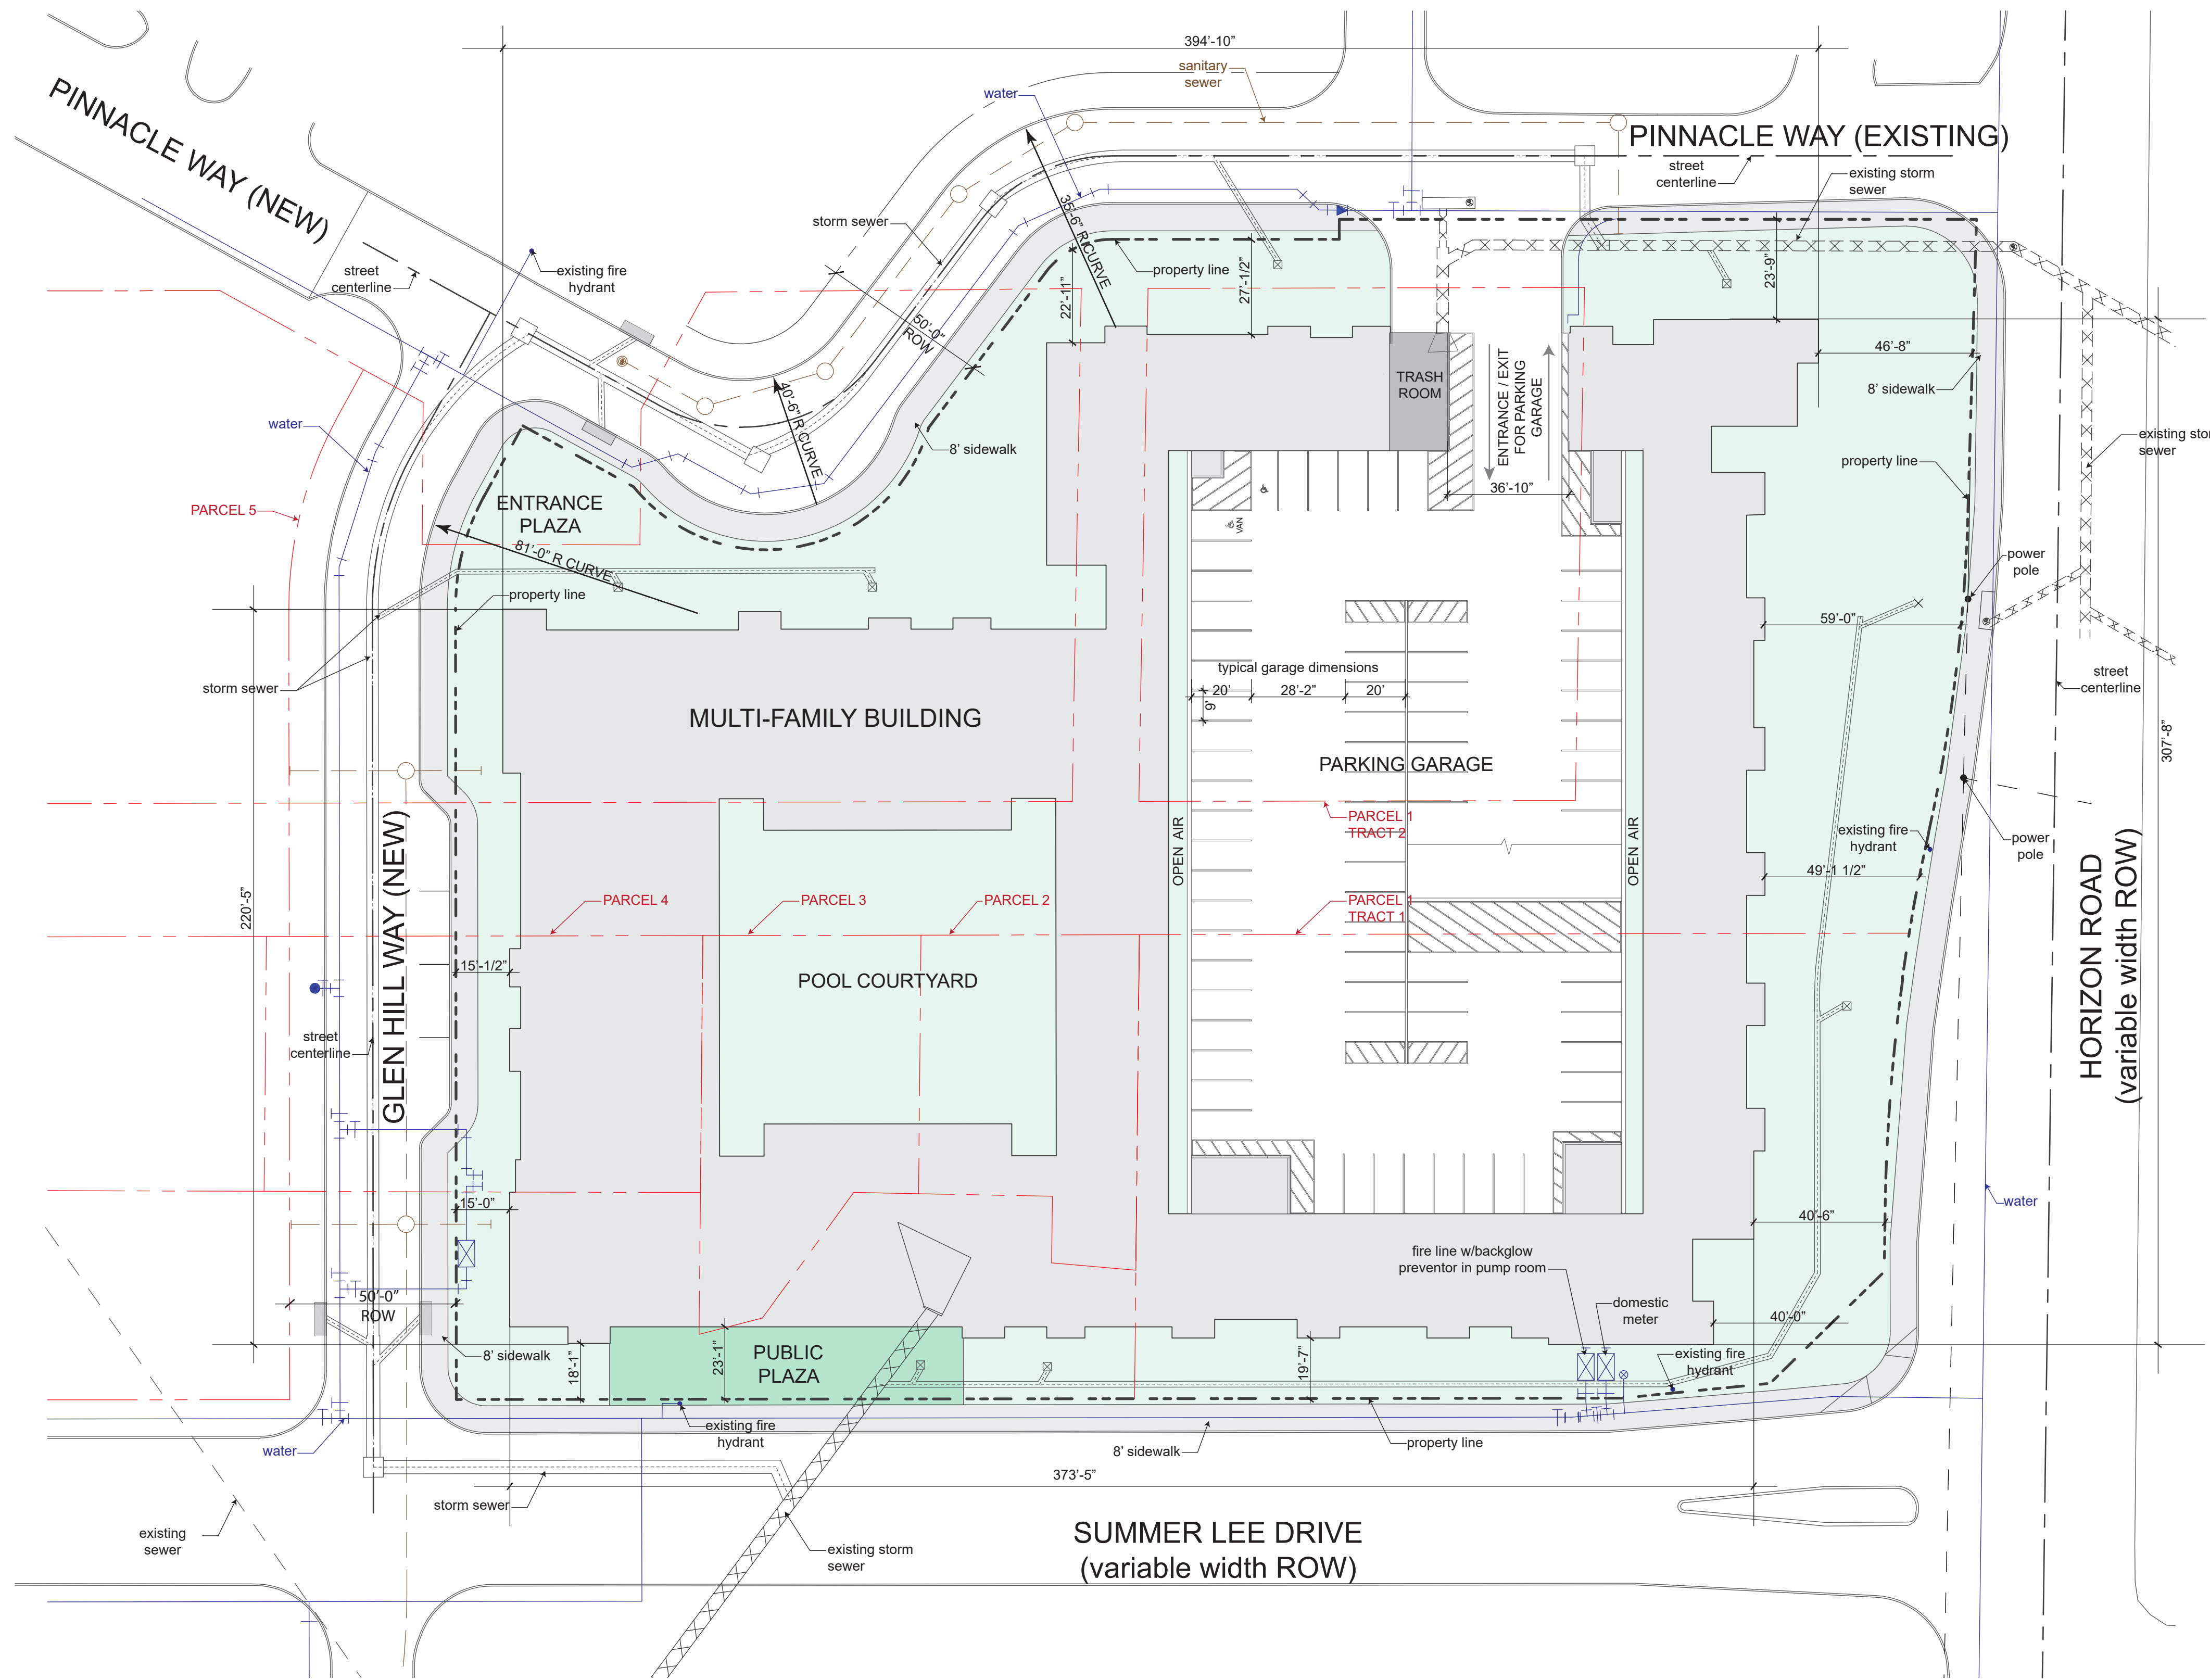 394'-10"
sanitary
sewer
water
PINNACLE WAY (NEW)
PINNACLE WAY (EXISTING)
street
centerline
existing storm
sewer
storm sewer
35'-6" R CURVE
existing fire
hydrant
street
centerline
property line
22'-11"
27'-1/2"
23'-9"
50'-0"
ROW
46'-8"
8' sidewalk
TRASH
ROOM
ENTRANCE / EXIT
FOR PARKING
GARAGE
40'-6" R CURVE
water
8' sidewalk
existing stor
sewer
property line
36'-10"
ENTRANCE
PLAZA
PARCEL 5
VAN
81'-0" R CURVE
power
pole
property line
59'-0"
typical garage dimensions
20'
28'-2"
20'
9'
storm sewer
street
centerline
MULTI-FAMILY BUILDING
307'-8"
PARKING GARAGE
PARCEL 1
TRACT 2
OPEN AIR
OPEN AIR
existing fire
hydrant
power
pole
49'-1 1/2"
220'-5"
GLEN HILL WAY (NEW)
PARCEL 4
PARCEL 3
PARCEL 2
PARCEL 1
TRACT 1
HORIZON ROAD
(variable width ROW)
15'-1/2"
POOL COURTYARD
street
centerline
15'-0"
water
40'-6"
fire line w/backglow
preventor in pump room
50'-0"
ROW
domestic
meter
40'-0"
8' sidewalk
18'-1"
23'-1"
PUBLIC
PLAZA
19'-7"
existing fire
hydrant
existing fire
hydrant
water
8' sidewalk
property line
373'-5"
storm sewer
existing
sewer
existing storm
sewer
SUMMER LEE DRIVE
(variable width ROW)